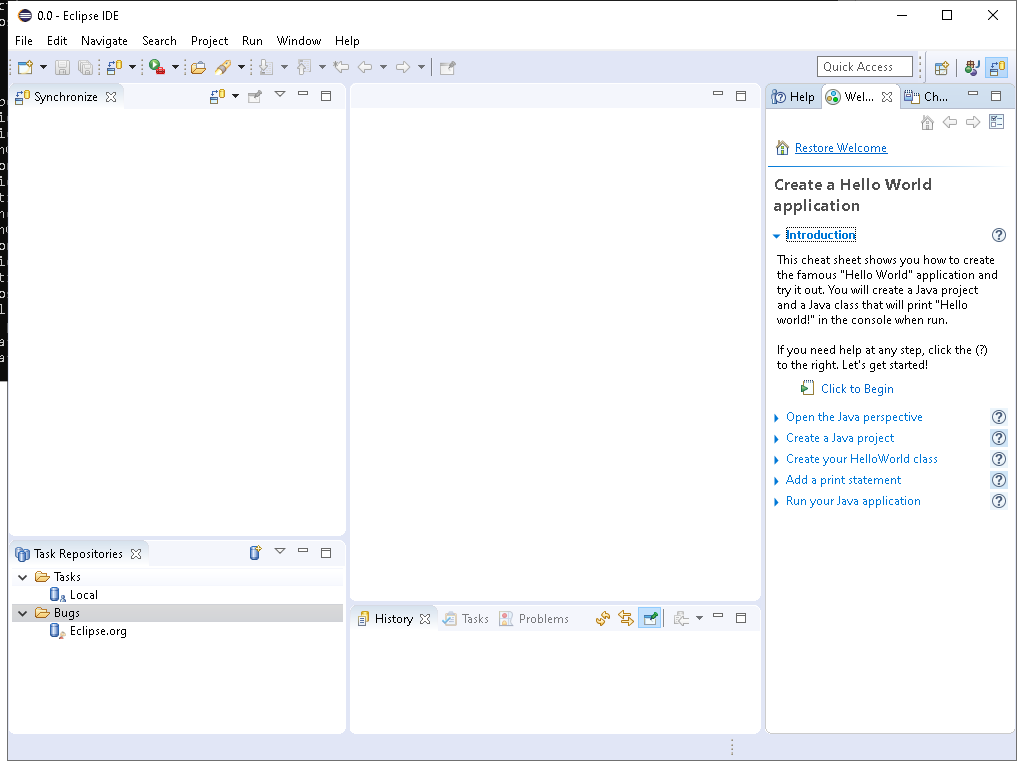 0.0 - Eclipse IDE
File Edit Navigate Search Project Run Window Help
Quick Access
Synchronize
Help Wel... Ch...
Restore Welcome
Create a Hello World
application
Introduction
This cheat sheet shows you how to create
the famous "Hello World" application and
try it out. You will create a Java project
and a Java class that will print "Hello
world!" in the console when run.
If you need help at any step, click the (?)
to the right. Let's get started!
Click to Begin
Open the Java perspective
Create a Java project
Create your HelloWorld class
Add a print statement
Run your Java application
Task Repositories
Tasks
Local
Bugs
Eclipse.org
History Tasks Problems